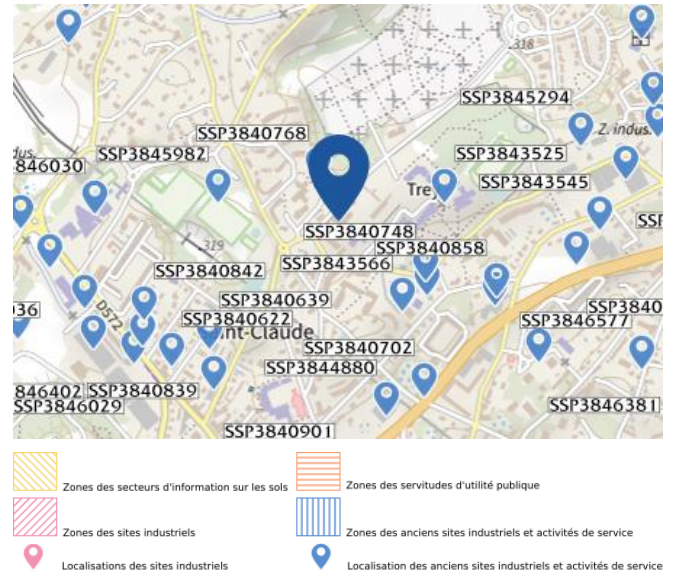 318
SSP3845294
SSP3840768
Z. indus.
dus.
SSP3845982
SSP3843525
846030
SSP3843545
Trey
SSP3840748
SSP
SSP3840858
319
SSP3843566
SSP3840842
SSP3840639
D572
SSP3840
036
SSP3840622
SSP3846577
int-Claude
SSP3840702
SSP3844880
846402
SSP3840839
SSP3846029
SSP3846381
SSP3840901
Zones des secteurs d'information sur les sols
Zones des servitudes d'utilité publique
Zones des sites industriels
Zones des anciens sites industriels et activités de service
Localisations des sites industriels
Localisation des anciens sites industriels et activités de service